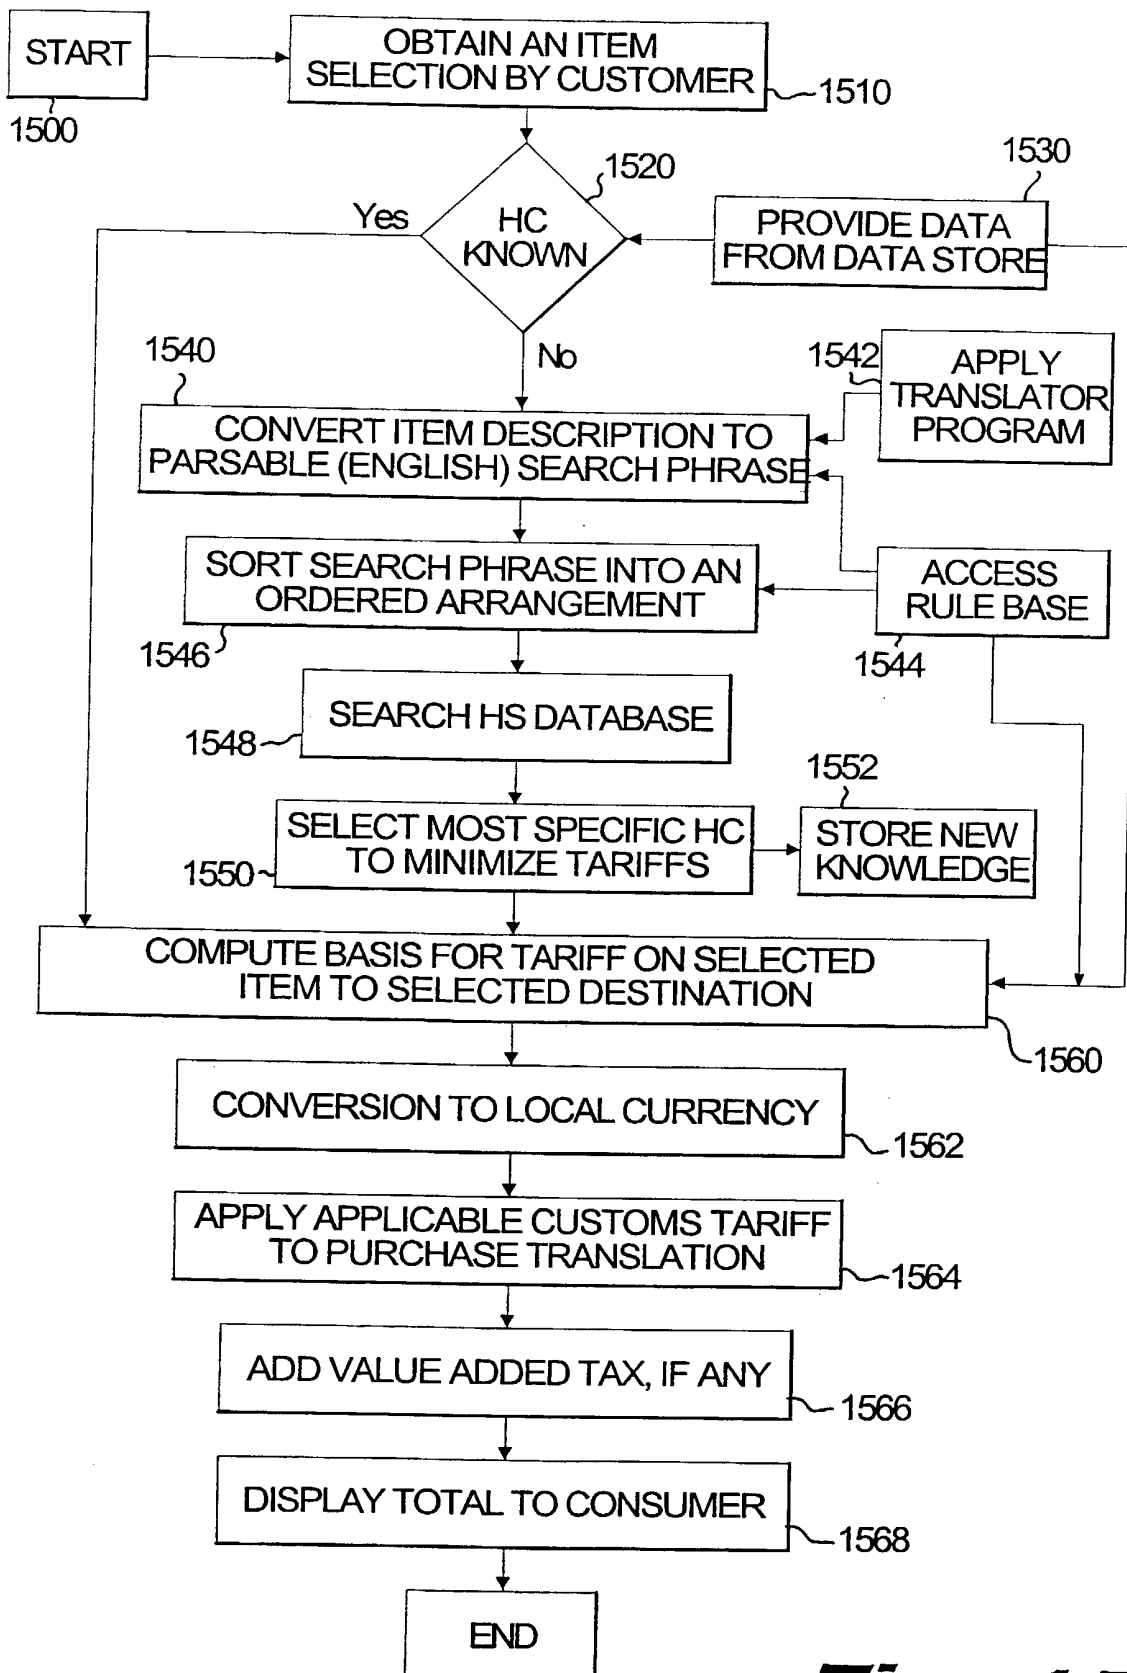 START
1500
OBTAIN AN ITEM
SELECTION BY CUSTOMER
1510
1520
HC
KNOWN
Yes
No
1530
PROVIDE DATA
FROM DATA STORE
1540
CONVERT ITEM DESCRIPTION TO
PARSABLE (ENGLISH) SEARCH PHRASE
1542
APPLY
TRANSLATOR
PROGRAM
SORT SEARCH PHRASE INTO AN
ORDERED ARRANGEMENT
1546
ACCESS
RULE BASE
1544
SEARCH HS DATABASE
1548
SELECT MOST SPECIFIC HC
TO MINIMIZE TARIFFS
1550
1552
STORE NEW
KNOWLEDGE
COMPUTE BASIS FOR TARIFF ON SELECTED
ITEM TO SELECTED DESTINATION
1560
CONVERSION TO LOCAL CURRENCY
1562
APPLY APPLICABLE CUSTOMS TARIFF
TO PURCHASE TRANSLATION
1564
ADD VALUE ADDED TAX, IF ANY
1566
DISPLAY TOTAL TO CONSUMER
1568
END